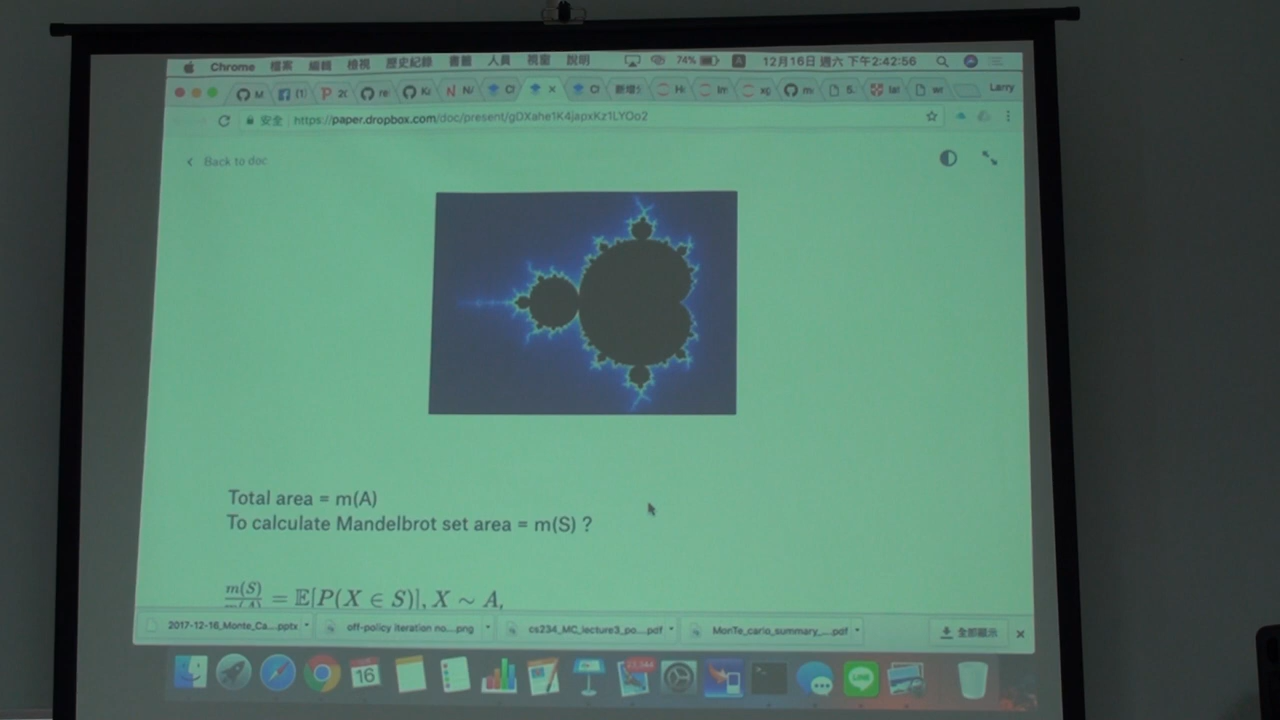 Chrome 檔案 編輯 檢視 歷史紀錄 書籤 人員 視窗 說明 74% A 12月16日 週六 下午2:42:56
Larry
安全 https://paper.dropbox.com/doc/present/gOXahe1K4japxKz1LYOo2
Back to doc
Total area = m(A)
To calculate Mandelbrot set area = m(S) ?
m(S)/m(A) = 𝔼[P(X ∈ S)], X ∼ A,
2017-12-16_Monte_Ca....pptx off-policy iteration no....png cs234_MC_lecture3_po....pdf MonTe_carlo_summary_....pdf 全部顯示
16
LINE